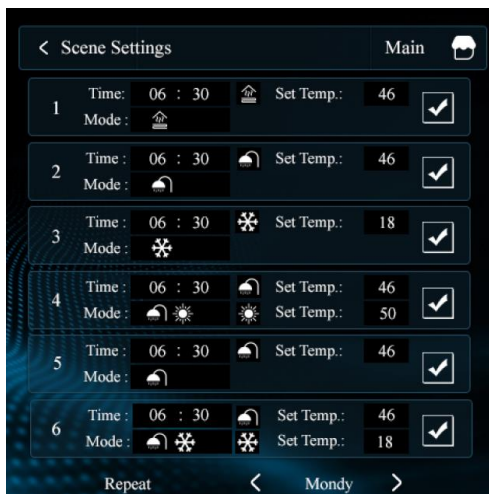 < Scene Settings Main
1 Time: 06 : 30 Set Temp.: 46
Mode :
2 Time : 06 : 30 Set Temp.: 46
Mode :
3 Time : 06 : 30 Set Temp.: 18
Mode :
4 Time : 06 : 30 Set Temp.: 46
Mode : Set Temp.: 50
5 Time : 06 : 30 Set Temp.: 46
Mode :
6 Time : 06 : 30 Set Temp.: 46
Mode : Set Temp.: 18
Repeat < Mondy >